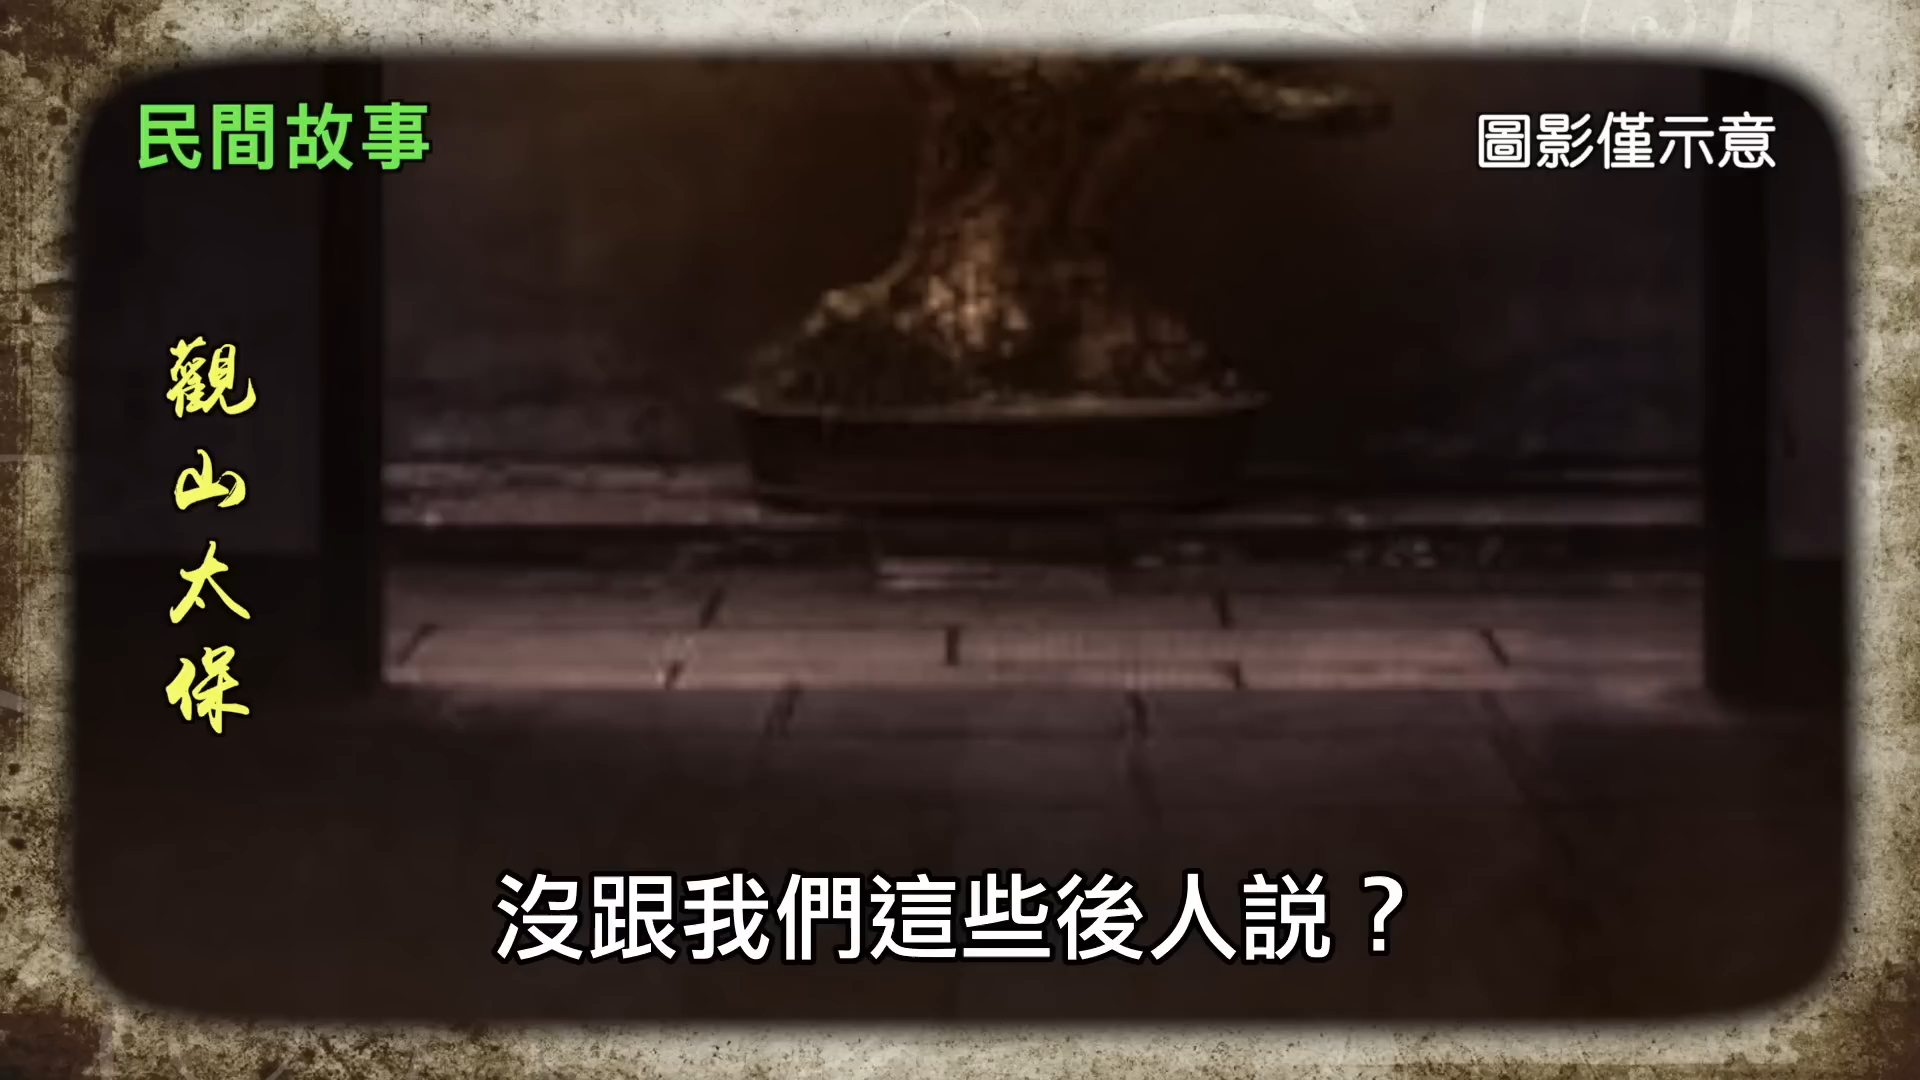 民間故事
圖影僅示意
觀山太保
沒跟我們這些後人説？